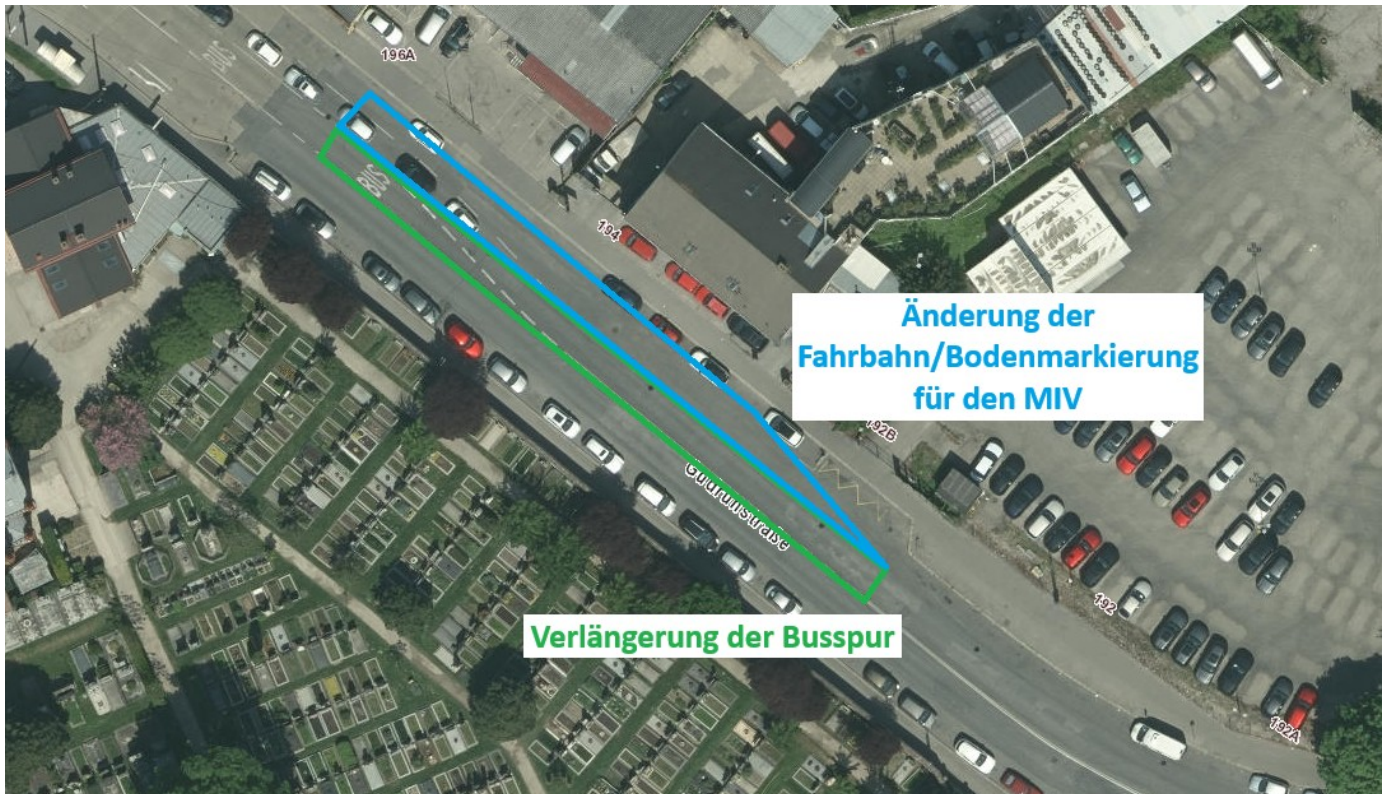 196A
BUS
BUS
194
Änderung der
Fahrbahn/Bodenmarkierung
für den MIV
192B
Gudrunstraße
192
Verlängerung der Busspur
192A